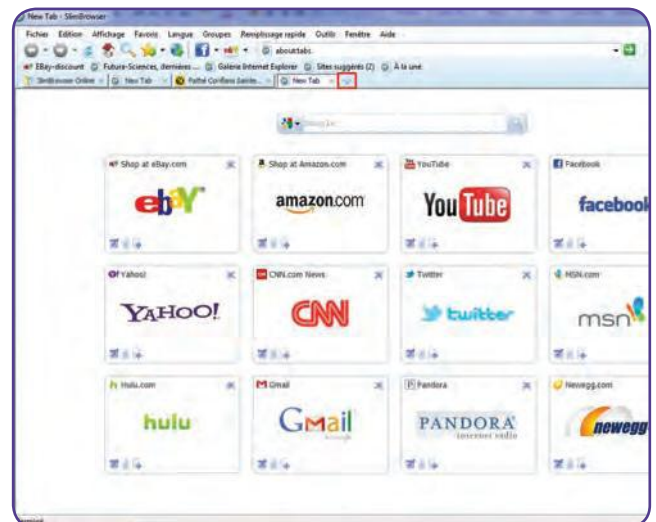 New Tab - SlimBrowser
Fichier Edition Affichage Favoris Langue Groupes Remplissage rapide Outils Fenêtre Aide
about:tabs
EBay-discount Future-Sciences, dernières ... Galerie Internet Explorer Sites suggérés (2) À la une
SlimBrowser Online New Tab Pathé Conflans Sainte... New Tab
Google
Shop at eBay.com Shop at Amazon.com YouTube Facebook
ebY amazon.com YouTube facebook
Yahoo! CNN.com News Twitter MSN.com
YAHOO! CNN twitter msn
Hulu.com Gmail Pandora Newegg.com
hulu GMail PANDORA newegg
internet radio